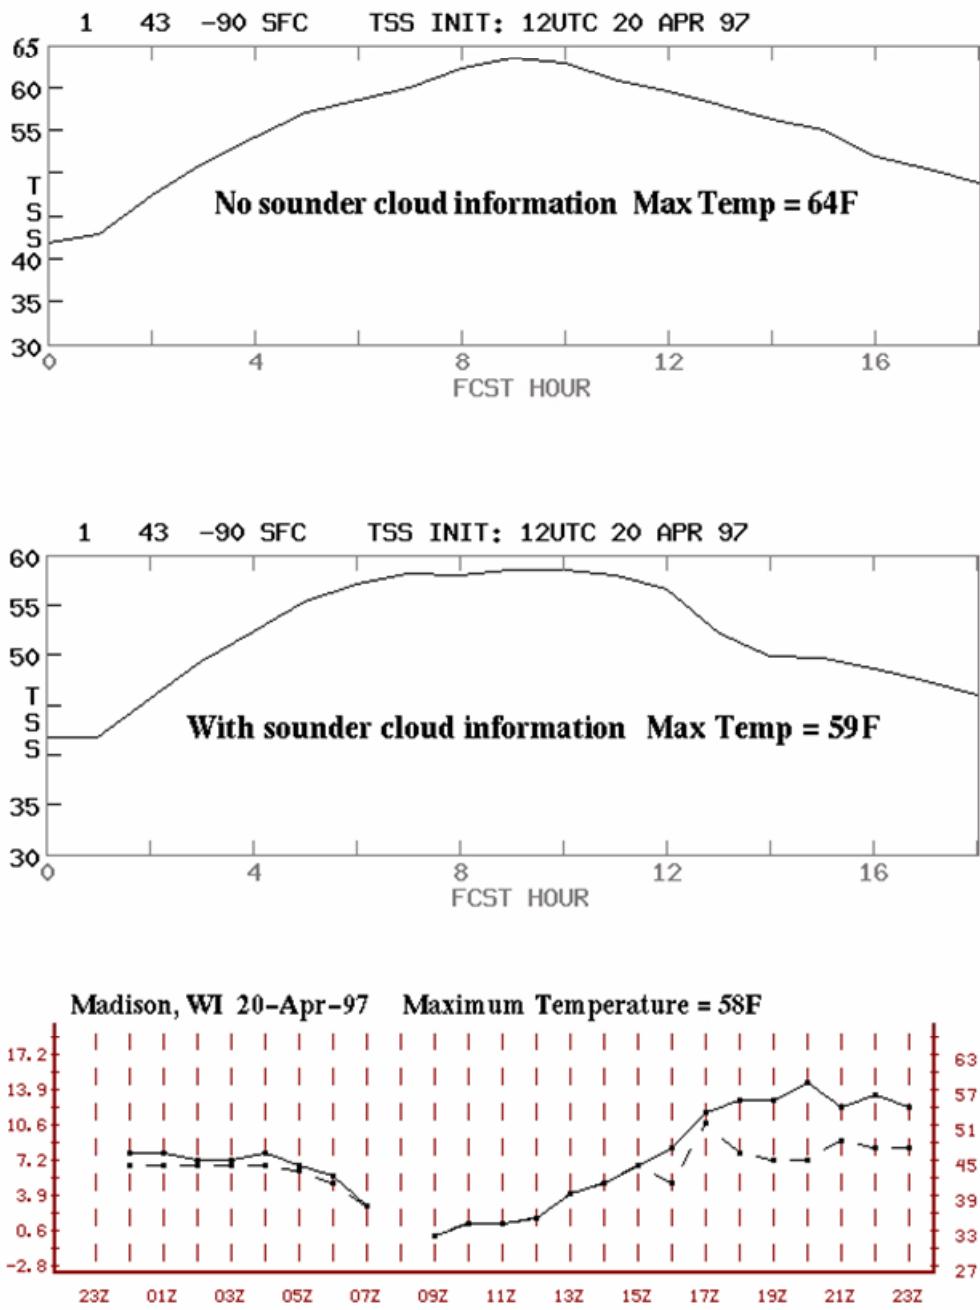 1 43 -90 SFC TSS INIT: 12UTC 20 APR 97
65
60
55
T
S
S
40
35
30
No sounder cloud information Max Temp = 64F
0 4 8 12 16
FCST HOUR
1 43 -90 SFC TSS INIT: 12UTC 20 APR 97
60
55
50
T
S
S
35
30
With sounder cloud information Max Temp = 59F
0 4 8 12 16
FCST HOUR
Madison, WI 20-Apr-97 Maximum Temperature = 58F
17.2 63
13.9 57
10.6 51
7.2 45
3.9 39
0.6 33
-2.8 27
23Z 01Z 03Z 05Z 07Z 09Z 11Z 13Z 15Z 17Z 19Z 21Z 23Z